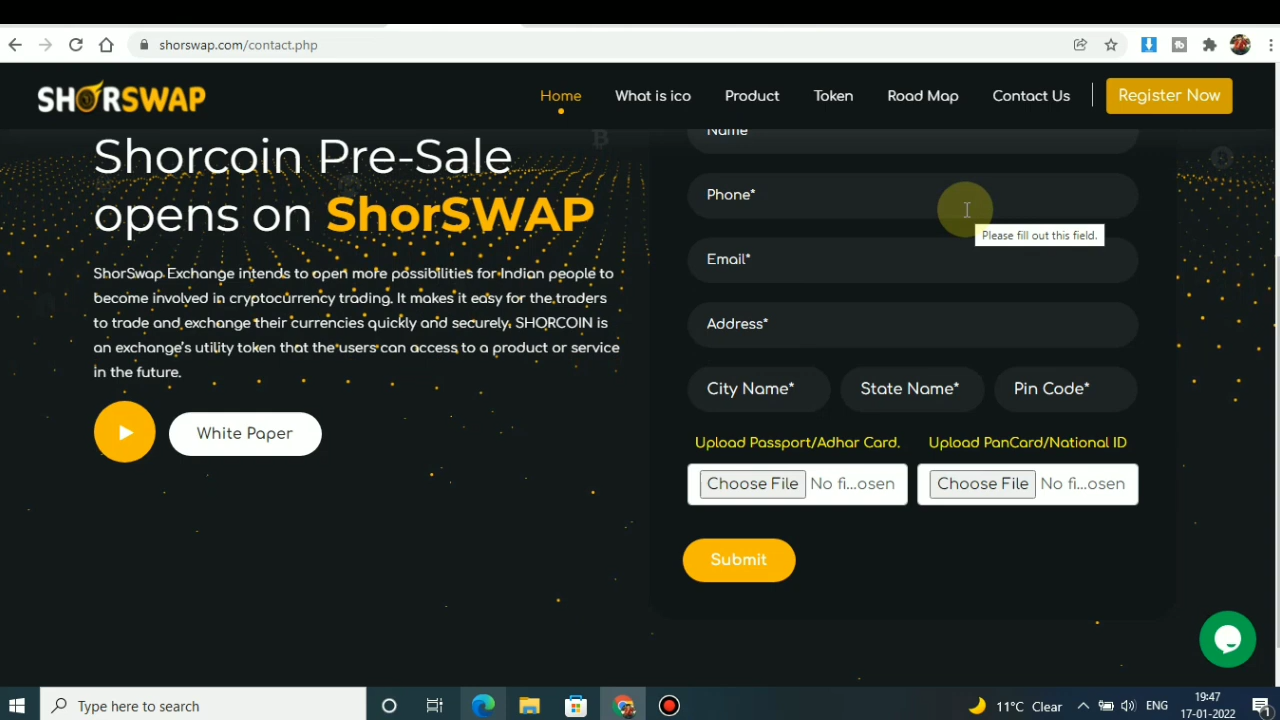 shorswap.com/contact.php
SHORSWAP
Home
What is ico
Product
Token
Road Map
Contact Us
Register Now
Shorcoin Pre-Sale
opens on ShorSWAP
ShorSwap Exchange intends to open more possibilities for Indian people to
become involved in cryptocurrency trading. It makes it easy for the traders
to trade and exchange their currencies quickly and securely. SHORCOIN is
an exchange's utility token that the users can access to a product or service
in the future.
White Paper
Name
Phone*
Please fill out this field.
Email*
Address*
City Name*
State Name*
Pin Code*
Upload Passport/Adhar Card.
Upload PanCard/National ID
Choose File No fi...osen
Choose File No fi...osen
Submit
Type here to search
11°C Clear
ENG
19:47
17-01-2022
1